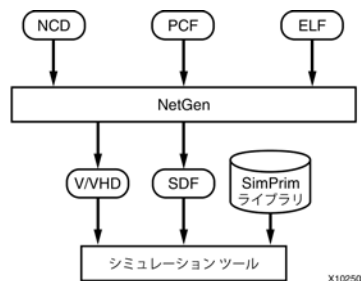 NCD
PCF
ELF
NetGen
V/VHD
SDF
SimPrim
ライブラリ
シミュレーション ツール
X10250